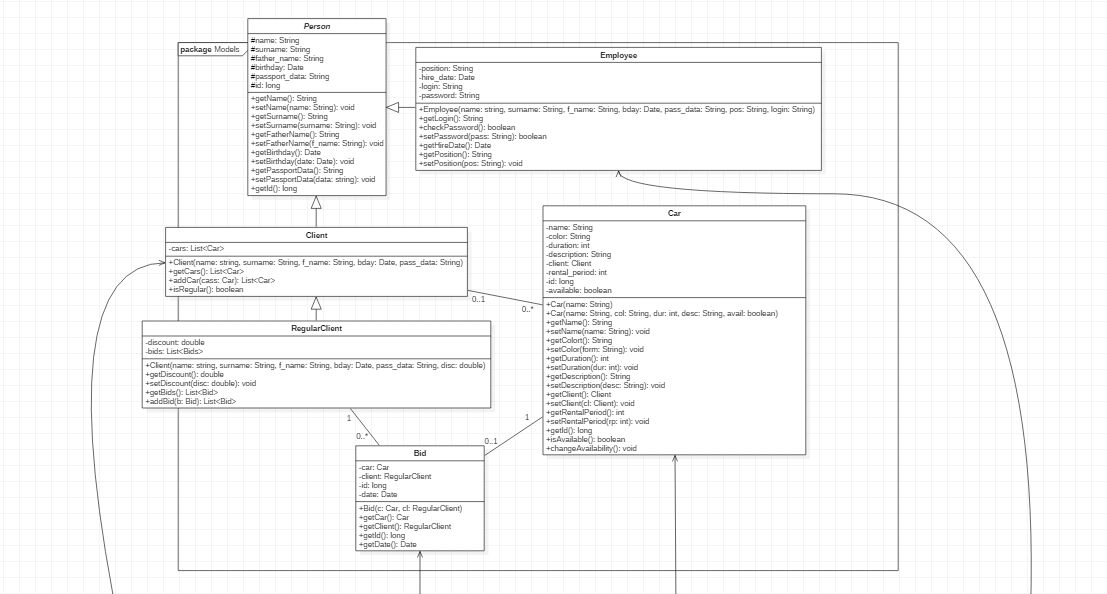 Person
#name: String
#surname: String
#father_name: String
#birthday: Date
#passport_data: String
#id: long
+getName(): String
+setName(name: String): void
+getSurname(): String
+setSurname(surname: String): void
+getFatherName(): String
+setFatherName(f_name: String): void
+getBirthday(): Date
+setBirthday(date: Date): void
+getPassportData(): String
+setPassportData(data: string): void
+getId(): long
package Models
Employee
-position: String
-hire_date: Date
-login: String
-password: String
+Employee(name: string, surname: String, f_name: String, bday: Date, pass_data: String, pos: String, login: String)
+getLogin(): String
+checkPassword(): boolean
+setPassword(pass: String): boolean
+getHireDate(): Date
+getPosition(): String
+setPosition(pos: String): void
Client
-cars: List<Car>
+Client(name: string, surname: String, f_name: String, bday: Date, pass_data: String)
+getCars(): List<Car>
+addCar(cass: Car): List<Car>
+isRegular(): boolean
0..1
0..*
Car
-name: String
-color: String
-duration: int
-description: String
-client: Client
-rental_period: int
-id: long
-available: boolean
+Car(name: String)
+Car(name: String, col: String, dur: int, desc: String, avail: boolean)
+getName(): String
+setName(name: String): void
+getColort(): String
+setColor(form: String): void
+getDuration(): int
+setDuration(dur: int): void
+getDescription(): String
+setDescription(desc: String): void
+getClient(): Client
+setClient(cl: Client): void
+getRentalPeriod(): int
+setRentalPeriod(rp: int): void
+getId(): long
+isAvailable(): boolean
+changeAvailability(): void
RegularClient
-discount: double
-bids: List<Bids>
+Client(name: string, surname: String, f_name: String, bday: Date, pass_data: String, disc: double)
+getDiscount(): double
+setDiscount(disc: double): void
+getBids(): List<Bid>
+addBid(b: Bid): List<Bid>
1
0..*
1
0..1
Bid
-car: Car
-client: RegularClient
-id: long
-date: Date
+Bid(c: Car, cl: RegularClient)
+getCar(): Car
+getClient(): RegularClient
+getId(): long
+getDate(): Date